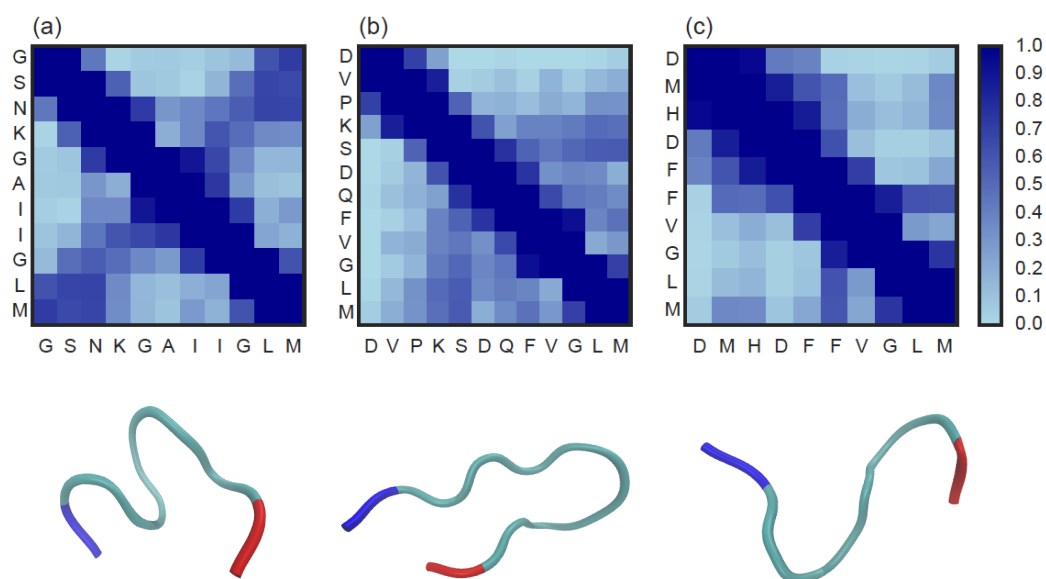 (a) (b) (c)
G D D 1.0
S V M 0.9
N P H 0.8
K K D 0.7
G S F 0.6
A D F 0.5
I Q V 0.4
I F G 0.3
G V L 0.2
L G M 0.1
M L 0.0
M
G S N K G A I I G L M
D V P K S D Q F V G L M
D M H D F F V G L M